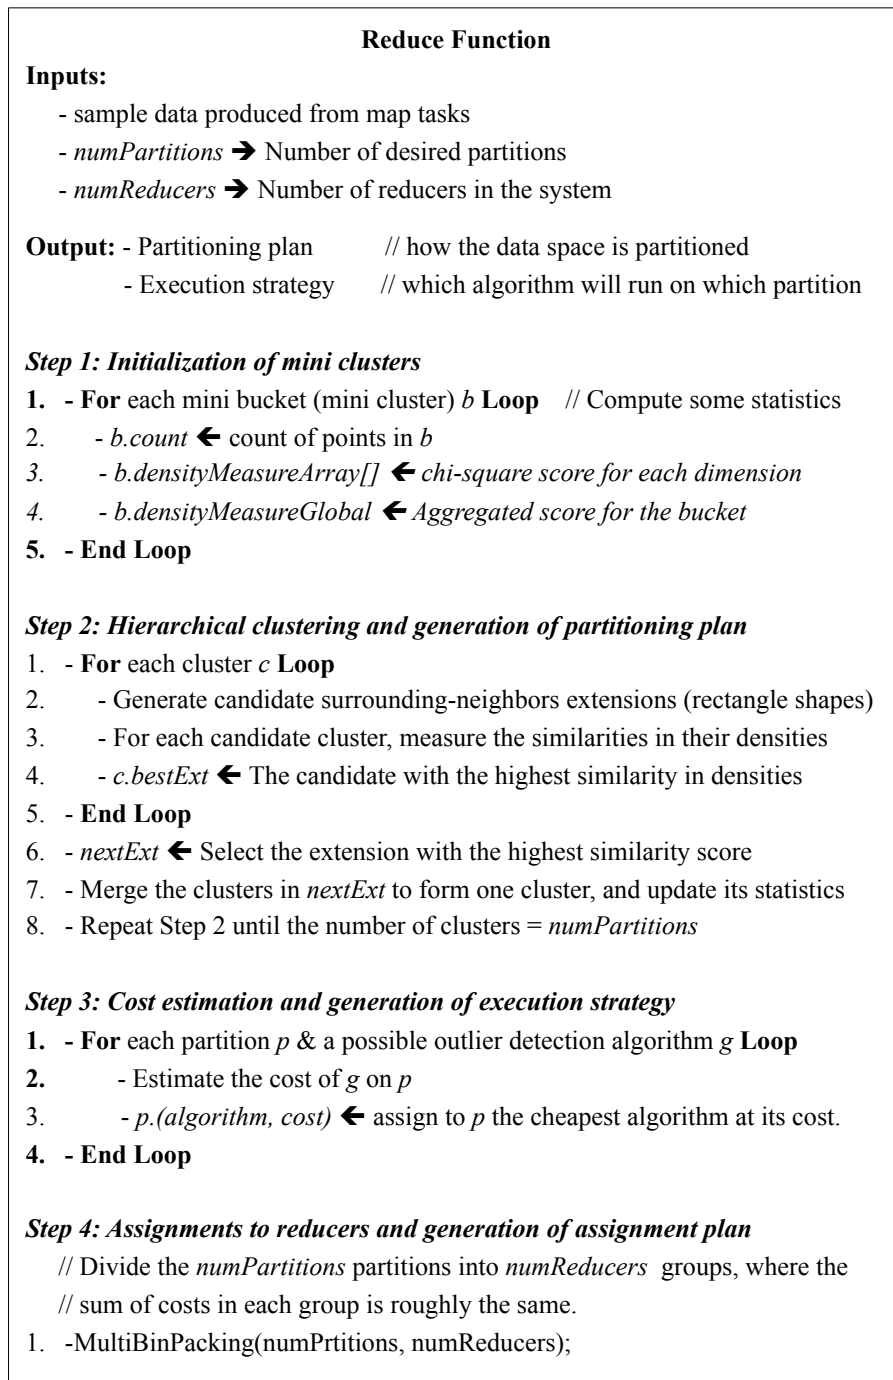 Reduce Function
Inputs:
- sample data produced from map tasks
- numPartitions ➔ Number of desired partitions
- numReducers ➔ Number of reducers in the system
Output: - Partitioning plan // how the data space is partitioned
- Execution strategy // which algorithm will run on which partition
Step 1: Initialization of mini clusters
1. - For each mini bucket (mini cluster) b Loop // Compute some statistics
2. - b.count 🡨 count of points in b
3. - b.densityMeasureArray[] 🡨 chi-square score for each dimension
4. - b.densityMeasureGlobal 🡨 Aggregated score for the bucket
5. - End Loop
Step 2: Hierarchical clustering and generation of partitioning plan
1. - For each cluster c Loop
2. - Generate candidate surrounding-neighbors extensions (rectangle shapes)
3. - For each candidate cluster, measure the similarities in their densities
4. - c.bestExt 🡨 The candidate with the highest similarity in densities
5. - End Loop
6. - nextExt 🡨 Select the extension with the highest similarity score
7. - Merge the clusters in nextExt to form one cluster, and update its statistics
8. - Repeat Step 2 until the number of clusters = numPartitions
Step 3: Cost estimation and generation of execution strategy
1. - For each partition p & a possible outlier detection algorithm g Loop
2. - Estimate the cost of g on p
3. - p.(algorithm, cost) 🡨 assign to p the cheapest algorithm at its cost.
4. - End Loop
Step 4: Assignments to reducers and generation of assignment plan
// Divide the numPartitions partitions into numReducers groups, where the
// sum of costs in each group is roughly the same.
1. -MultiBinPacking(numPrtitions, numReducers);